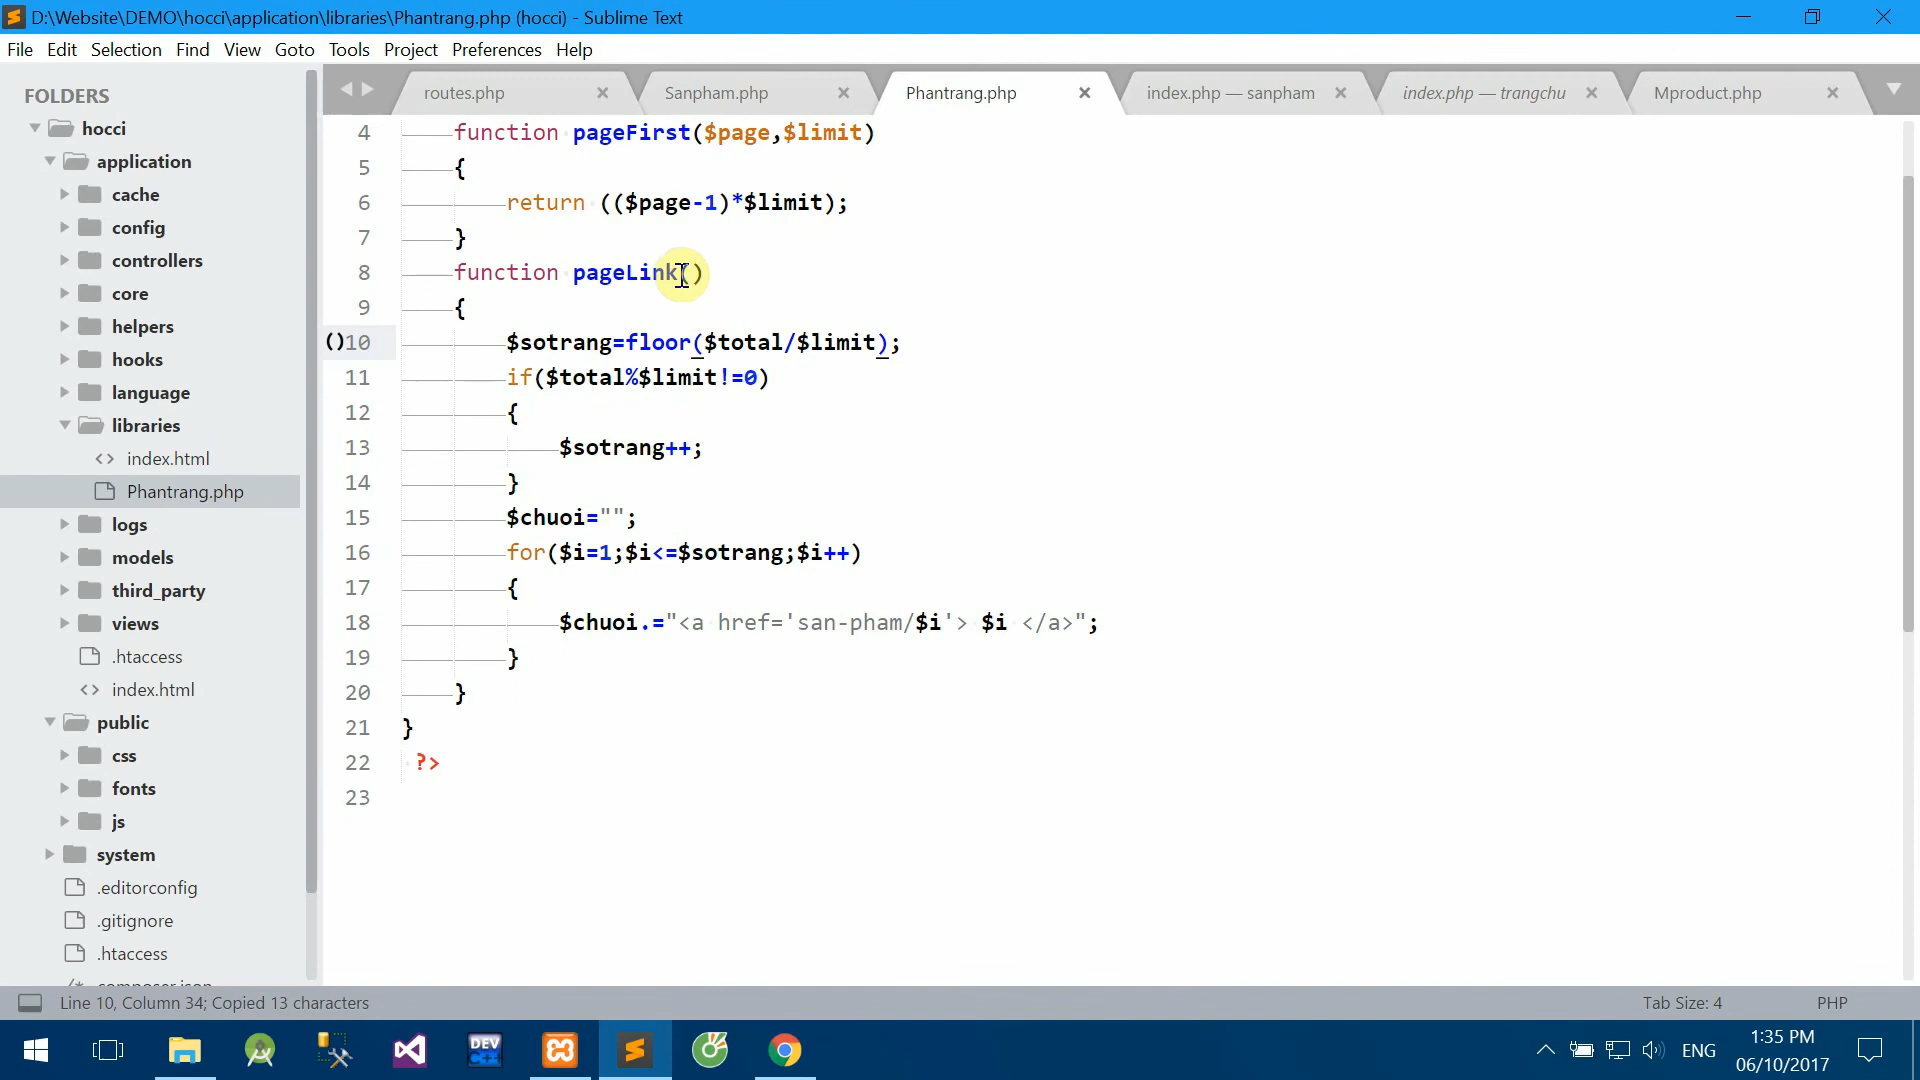 D:\Website\DEMO\hocci\application\libraries\Phantrang.php (hocci) - Sublime Text
File Edit Selection Find View Goto Tools Project Preferences Help
FOLDERS
hocci
application
cache
config
controllers
core
helpers
hooks
language
libraries
index.html
Phantrang.php
logs
models
third_party
views
.htaccess
index.html
public
css
fonts
js
system
.editorconfig
.gitignore
.htaccess
composer.json
routes.php Sanpham.php Phantrang.php index.php — sanpham index.php — trangchu Mproduct.php
4 function pageFirst($page,$limit)
5 {
6 return (($page-1)*$limit);
7 }
8 function pageLink()
9 {
10 $sotrang=floor($total/$limit);
11 if($total%$limit!=0)
12 {
13 $sotrang++;
14 }
15 $chuoi="";
16 for($i=1;$i<=$sotrang;$i++)
17 {
18 $chuoi.="<a href='san-pham/$i'> $i </a>";
19 }
20 }
21 }
22 ?>
23
Line 10, Column 34; Copied 13 characters Tab Size: 4 PHP
DEV C++
ENG
1:35 PM
06/10/2017